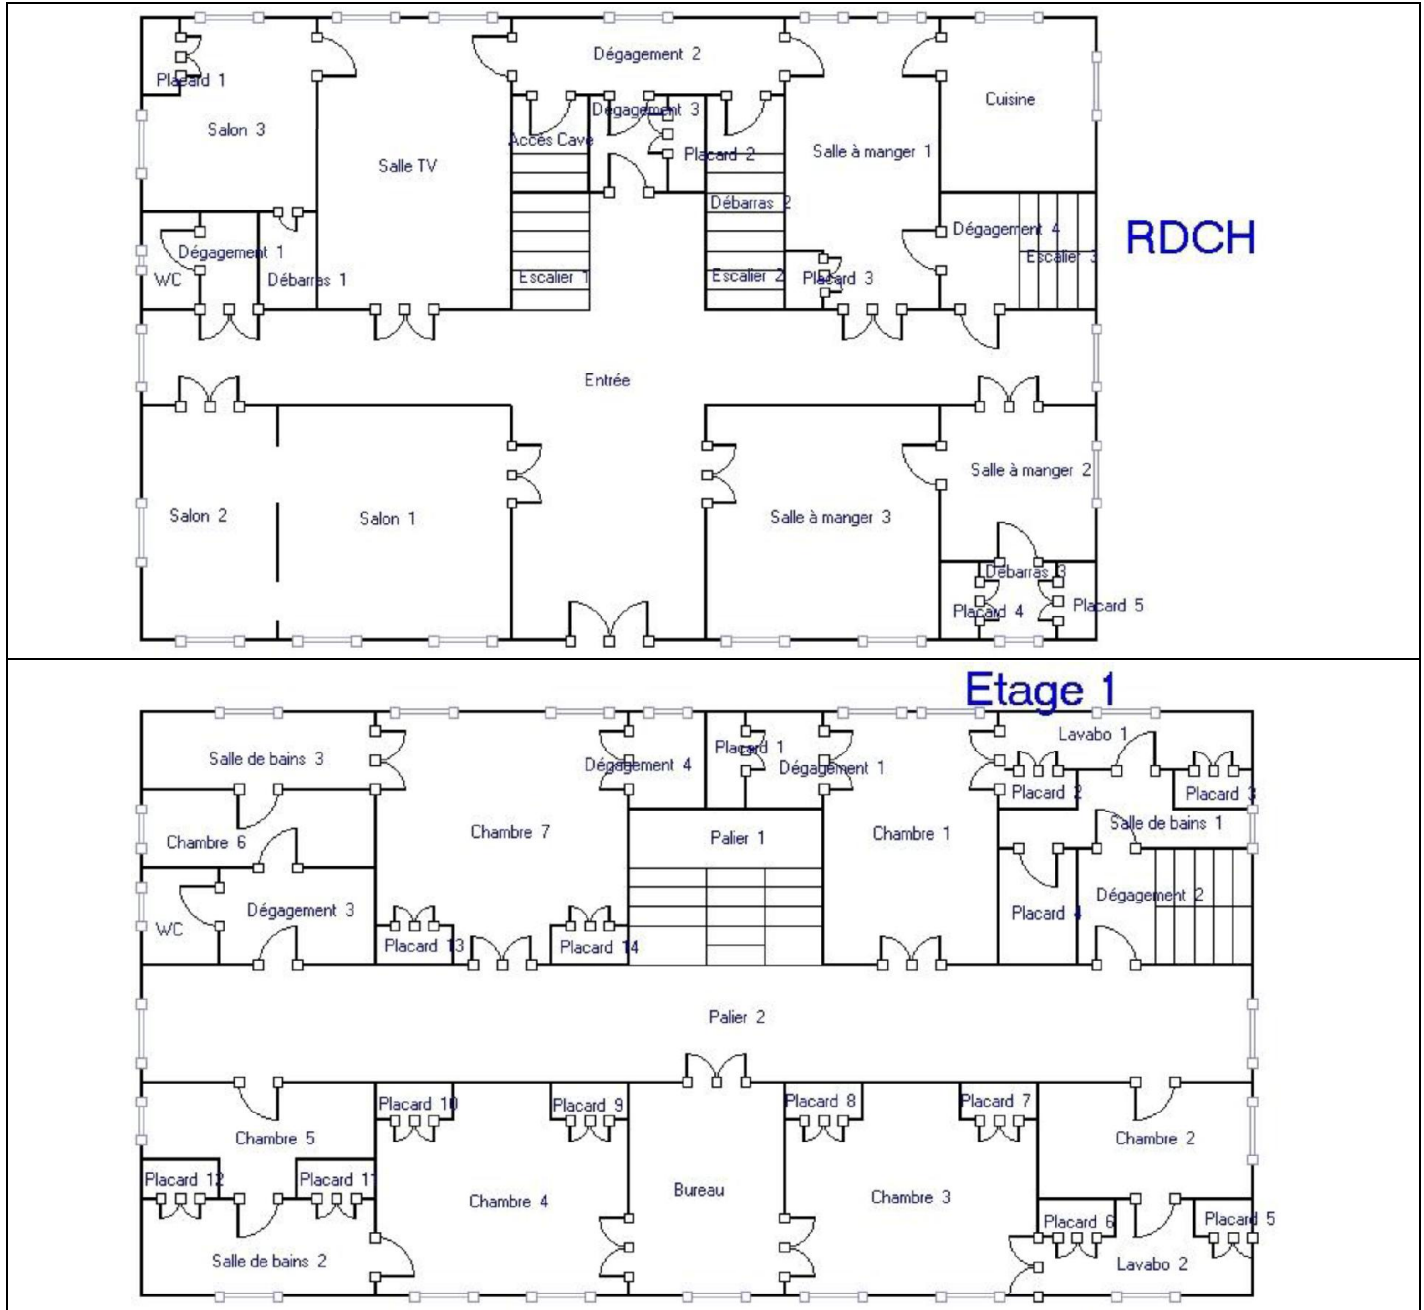 Dégagement 2
Placard 1
Cuisine
Dégagement 3
Salon 3
Accès Cave
Salle TV
Placard 2
Salle à manger 1
Débarras 2
Dégagement 4
RDCH
Dégagement 1
Escalier 3
WC
Débarras 1
Escalier 1
Escalier 2
Placard 3
Entrée
Salle à manger 2
Salon 2
Salon 1
Salle à manger 3
Débarras 3
Placard 4
Placard 5
Etage 1
Lavabo 1
Placard 1
Salle de bains 3
Dégagement 4
Dégagement 1
Placard 2
Placard 3
Salle de bains 1
Chambre 6
Chambre 7
Palier 1
Chambre 1
Dégagement 2
Dégagement 3
Placard 4
WC
Placard 13
Placard 14
Palier 2
Placard 10
Placard 9
Placard 8
Placard 7
Chambre 5
Chambre 2
Placard 12
Placard 11
Bureau
Chambre 4
Chambre 3
Placard 6
Placard 5
Salle de bains 2
Lavabo 2